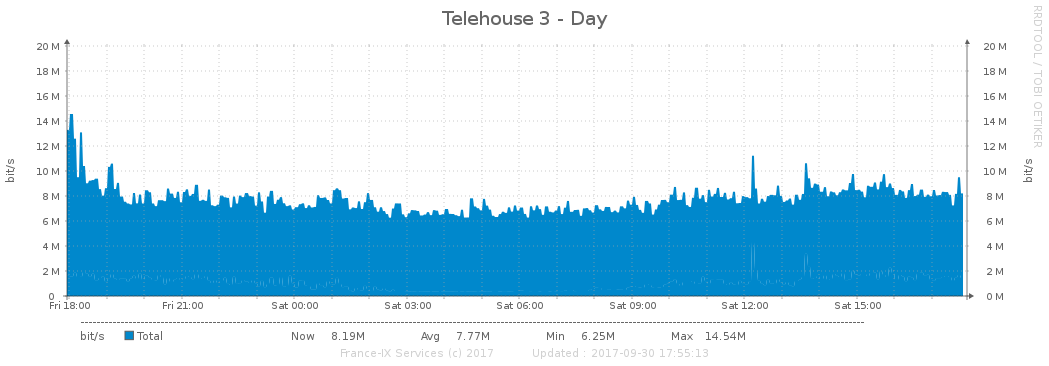 Telehouse 3 - Day
RRDTOOL / TOBI OETIKER
20 M 20 M
18 M 18 M
16 M 16 M
14 M 14 M
12 M 12 M
10 M 10 M
8 M 8 M
6 M 6 M
4 M 4 M
2 M 2 M
0 0 M
bit/s
bit/s
Fri 18:00 Fri 21:00 Sat 00:00 Sat 03:00 Sat 06:00 Sat 09:00 Sat 12:00 Sat 15:00
bit/s Total Now 8.19M Avg 7.77M Min 6.25M Max 14.54M
France-IX Services (c) 2017 Updated : 2017-09-30 17:55:13